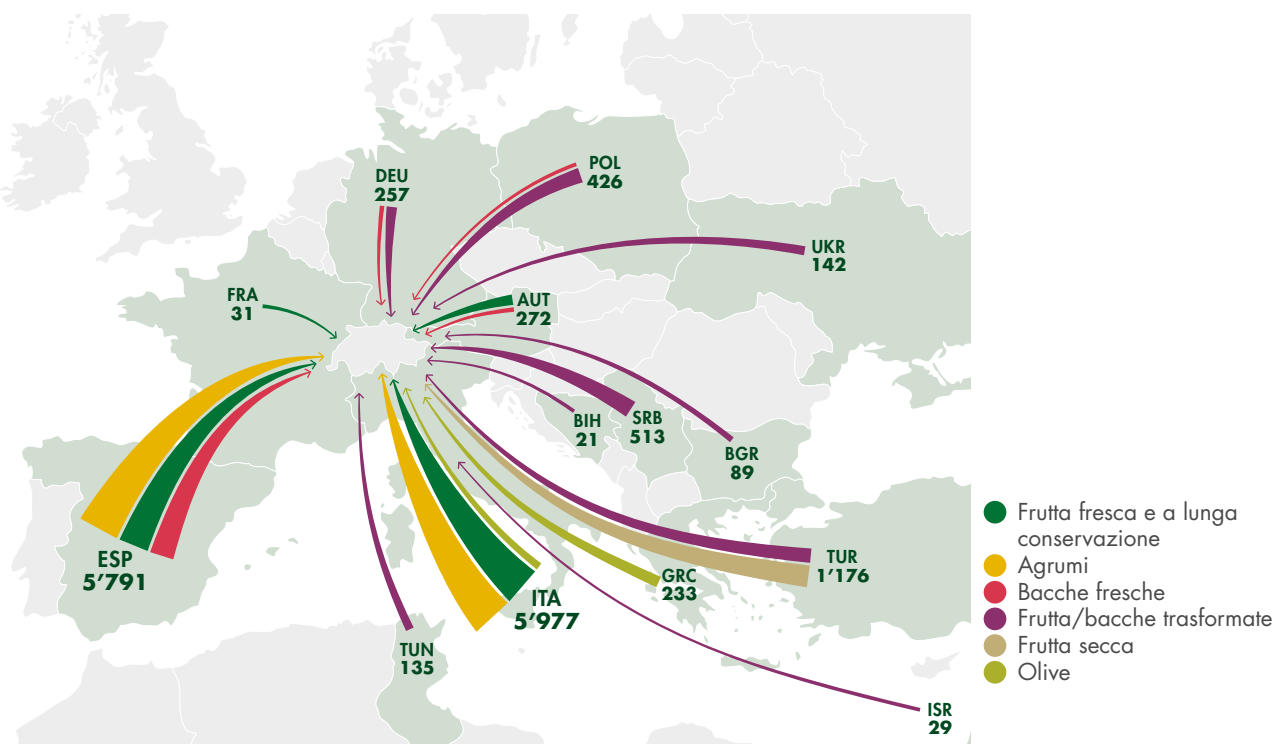 POL
426
DEU
257
UKR
142
FRA
31
AUT
272
BIH
21
SRB
513
BGR
89
ESP
5’791
TUR
1’176
GRC
233
ITA
5’977
TUN
135
ISR
29
Frutta fresca e a lunga
conservazione
Agrumi
Bacche fresche
Frutta/bacche trasformate
Frutta secca
Olive